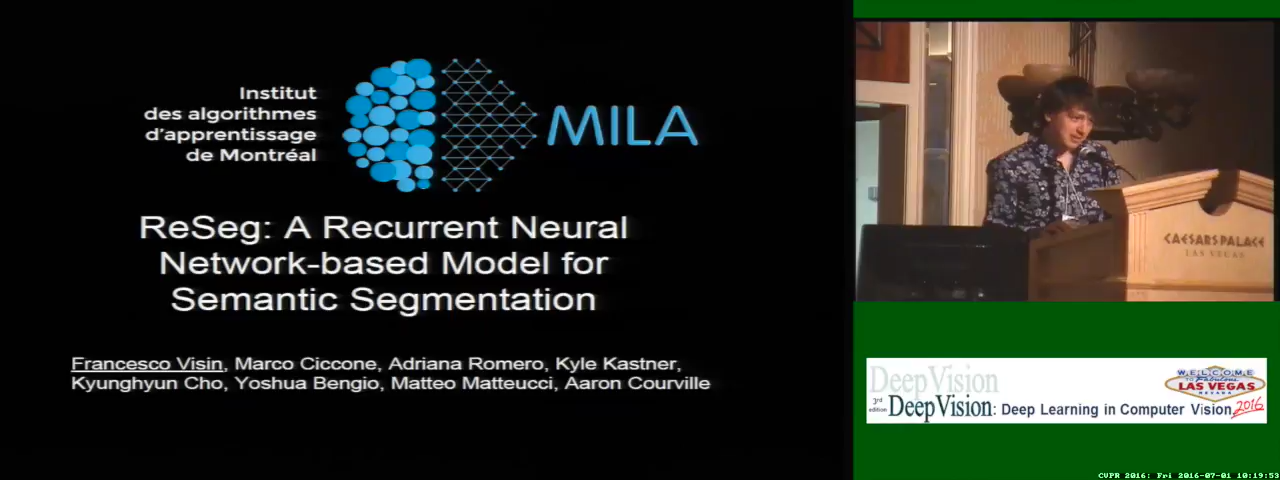 Institut
des algorithmes
d'apprentissage
de Montréal
MILA
ReSeg: A Recurrent Neural
Network-based Model for
Semantic Segmentation
Francesco Visin, Marco Ciccone, Adriana Romero, Kyle Kastner,
Kyunghyun Cho, Yoshua Bengio, Matteo Matteucci, Aaron Courville
CAESARS PALACE
LAS VEGAS
DeepVision
3rd
edition
DeepVision: Deep Learning in Computer Vision
WELCOME
TO Fabulous
LAS VEGAS
NEVADA
2016
CVPR 2016: Fri 2016-07-01 10:19:53